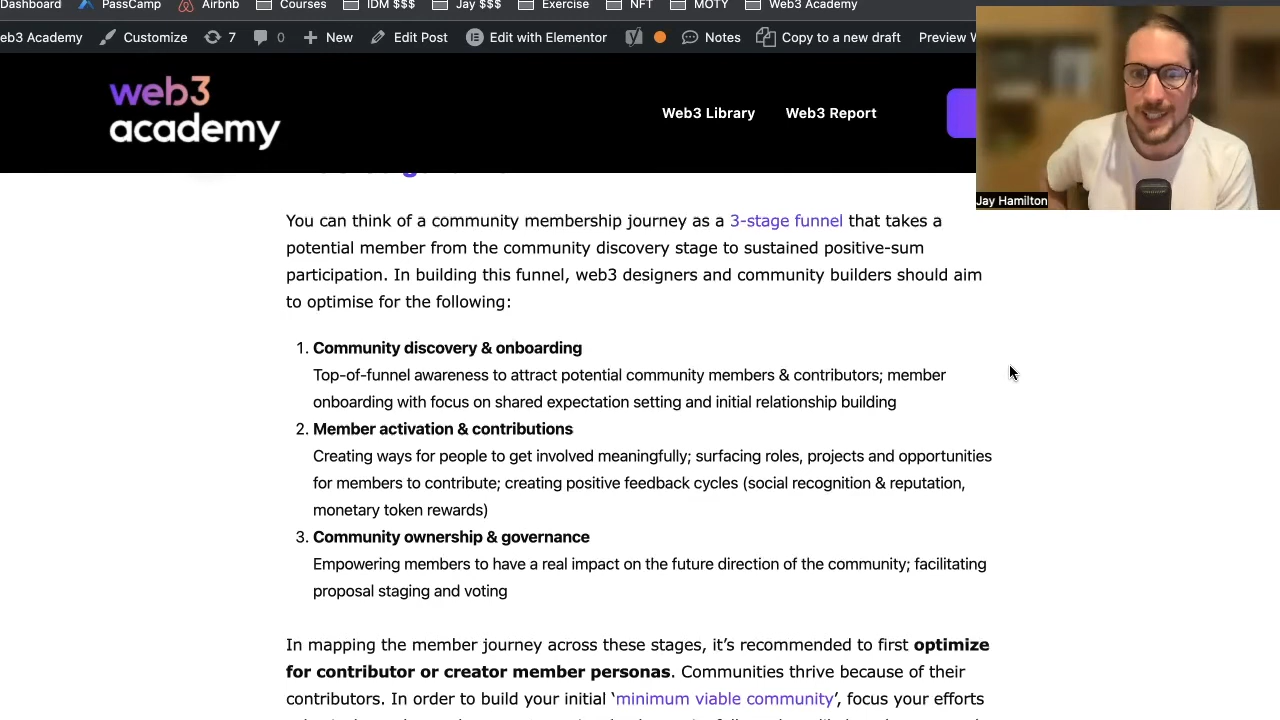 Dashboard PassCamp Airbnb Courses IDM $$$ Jay $$$ Exercise NFT MOTY Web3 Academy
eb3 Academy Customize 7 0 New Edit Post Edit with Elementor Notes Copy to a new draft Preview
web3
academy
Web3 Library Web3 Report
Jay Hamilton
You can think of a community membership journey as a 3-stage funnel that takes a
potential member from the community discovery stage to sustained positive-sum
participation. In building this funnel, web3 designers and community builders should aim
to optimise for the following:
1. Community discovery & onboarding
Top-of-funnel awareness to attract potential community members & contributors; member
onboarding with focus on shared expectation setting and initial relationship building
2. Member activation & contributions
Creating ways for people to get involved meaningfully; surfacing roles, projects and opportunities
for members to contribute; creating positive feedback cycles (social recognition & reputation,
monetary token rewards)
3. Community ownership & governance
Empowering members to have a real impact on the future direction of the community; facilitating
proposal staging and voting
In mapping the member journey across these stages, it’s recommended to first optimize
for contributor or creator member personas. Communities thrive because of their
contributors. In order to build your initial ‘minimum viable community’, focus your efforts